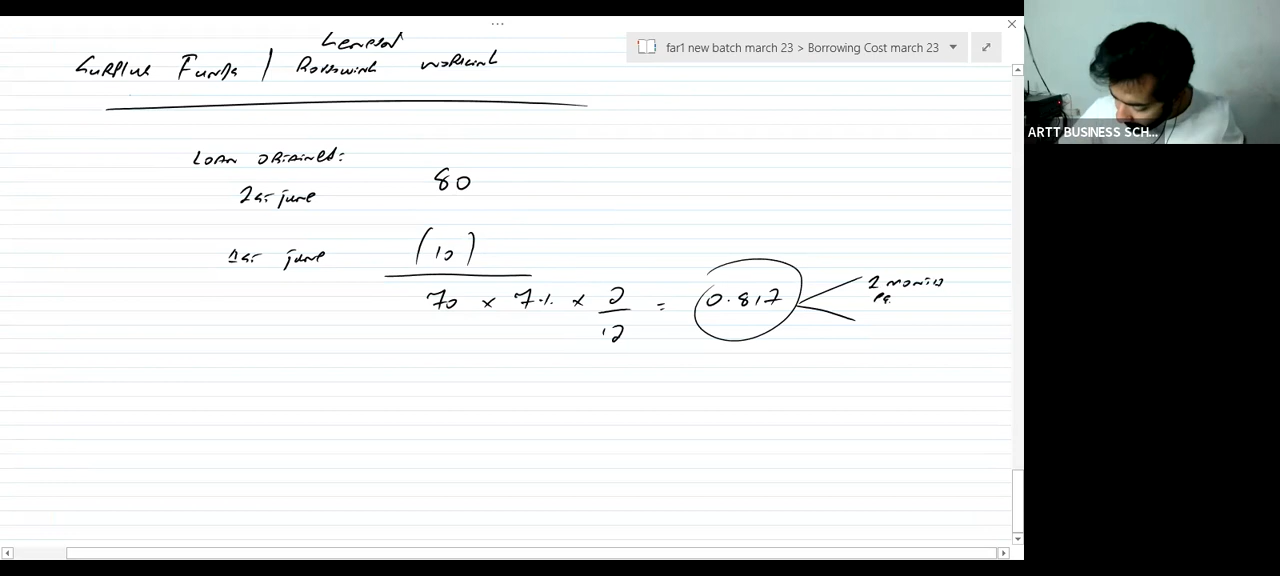 far1 new batch march 23 > Borrowing Cost march 23
General
Surplus Funds / Borrowing working
ARTT BUSINESS SCH...
Loan obtained:
1st june 80
1st june (10)
70 x 7% x 2/12 = 0.817
2 months